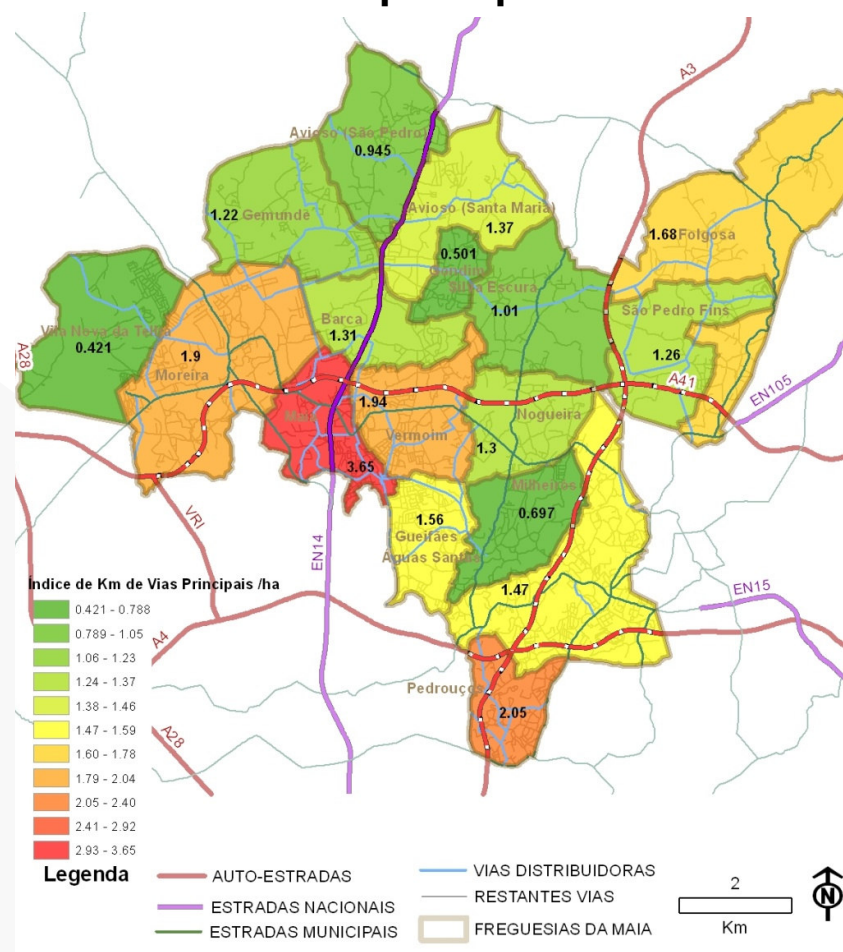 A3
Avioso (São Pedro)
0.945
1.22 Gemunde
Avioso (Santa Maria)
1.37
1.68 Folgosa
0.501
Gondim
Silva Escura
1.01
São Pedro Fins
1.26
Vila Nova da Telha
0.421
A28
Barca
1.31
1.9
Moreira
A41
EN105
1.94
Maia
Vermoim
Nogueira
1.3
3.65
Milheirós
0.697
1.56
Gueifães
Águas Santas
VRI
EN14
1.47
EN15
A4
Pedrouços
2.05
A28
Índice de Km de Vias Principais /ha
0.421 - 0.788
0.789 - 1.05
1.06 - 1.23
1.24 - 1.37
1.38 - 1.46
1.47 - 1.59
1.60 - 1.78
1.79 - 2.04
2.05 - 2.40
2.41 - 2.92
2.93 - 3.65
Legenda
AUTO-ESTRADAS
ESTRADAS NACIONAIS
ESTRADAS MUNICIPAIS
VIAS DISTRIBUIDORAS
RESTANTES VIAS
FREGUESIAS DA MAIA
2
Km
N